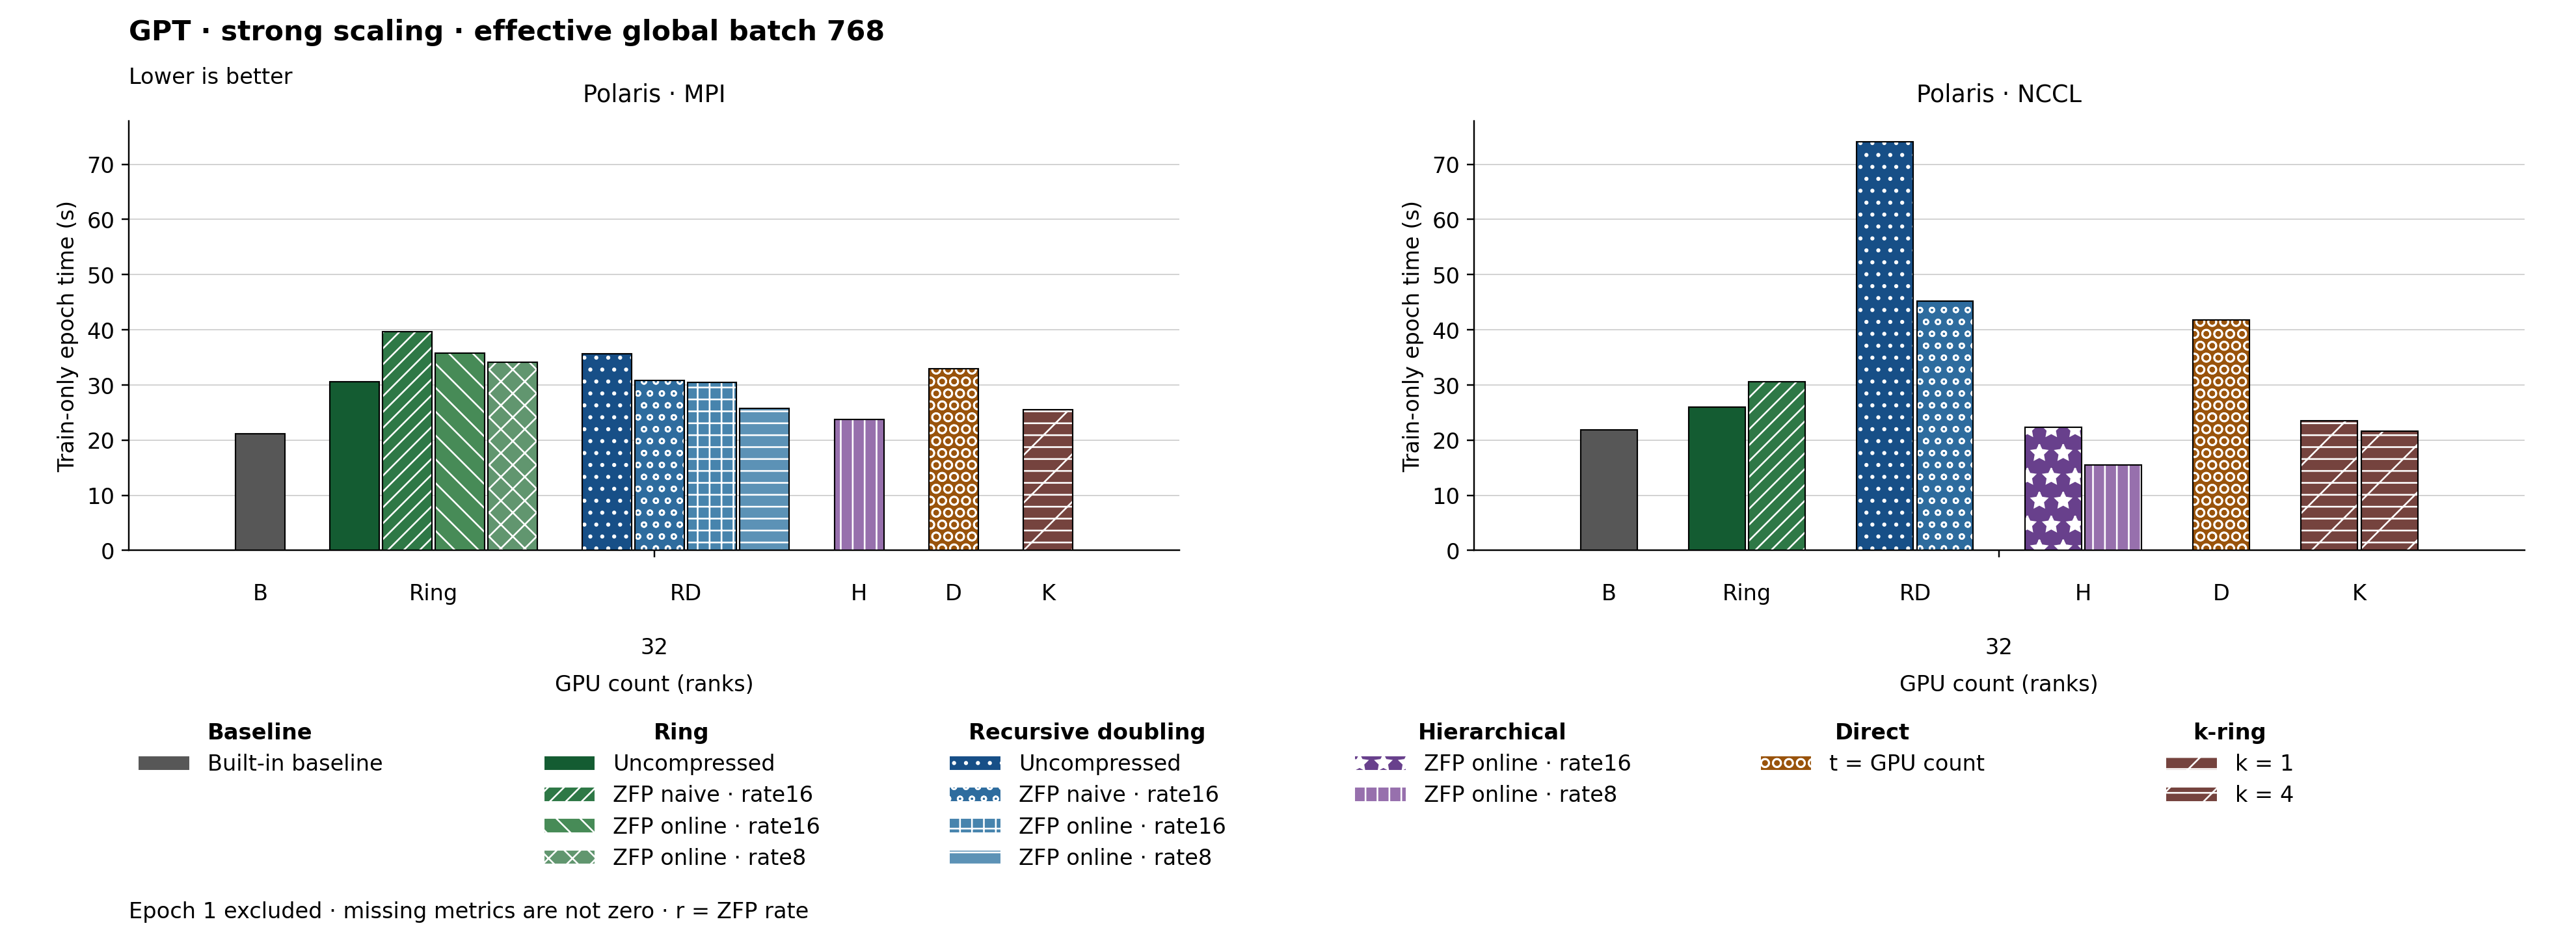 GPT · strong scaling · effective global batch 768
Lower is better
Polaris · MPI
Train-only epoch time (s)
70
60
50
40
30
20
10
0
B Ring RD H D K
32
GPU count (ranks)
Polaris · NCCL
Train-only epoch time (s)
70
60
50
40
30
20
10
0
B Ring RD H D K
32
GPU count (ranks)
Baseline
Built-in baseline
Ring
Uncompressed
ZFP naive · rate16
ZFP online · rate16
ZFP online · rate8
Recursive doubling
Uncompressed
ZFP naive · rate16
ZFP online · rate16
ZFP online · rate8
Hierarchical
ZFP online · rate16
ZFP online · rate8
Direct
t = GPU count
k-ring
k = 1
k = 4
Epoch 1 excluded · missing metrics are not zero · r = ZFP rate